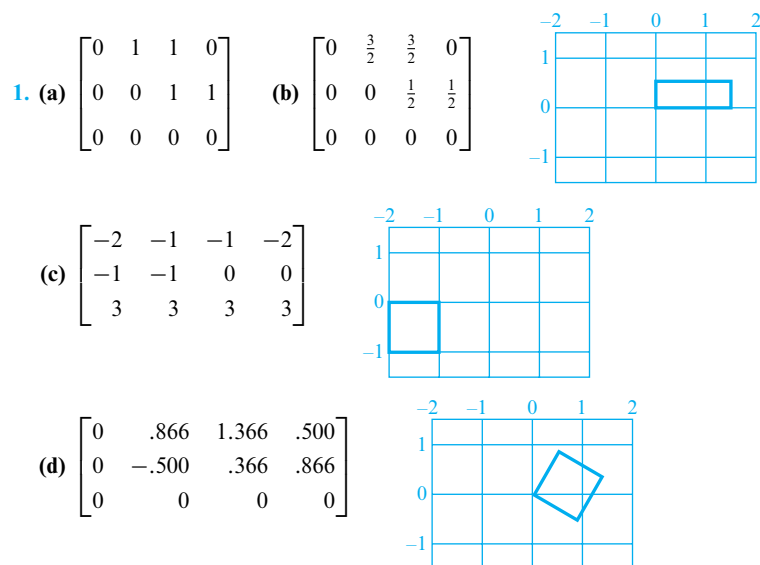 1. (a) [0 1 1 0] (b) [0 3/2 3/2 0]
[0 0 1 1] [0 0 1/2 1/2]
[0 0 0 0] [0 0 0 0]
−2 −1 0 1 2
1
0
−1
(c) [−2 −1 −1 −2]
[−1 −1 0 0]
[3 3 3 3]
−2 −1 0 1 2
1
0
−1
(d) [0 .866 1.366 .500]
[0 −.500 .366 .866]
[0 0 0 0]
−2 −1 0 1 2
1
0
−1